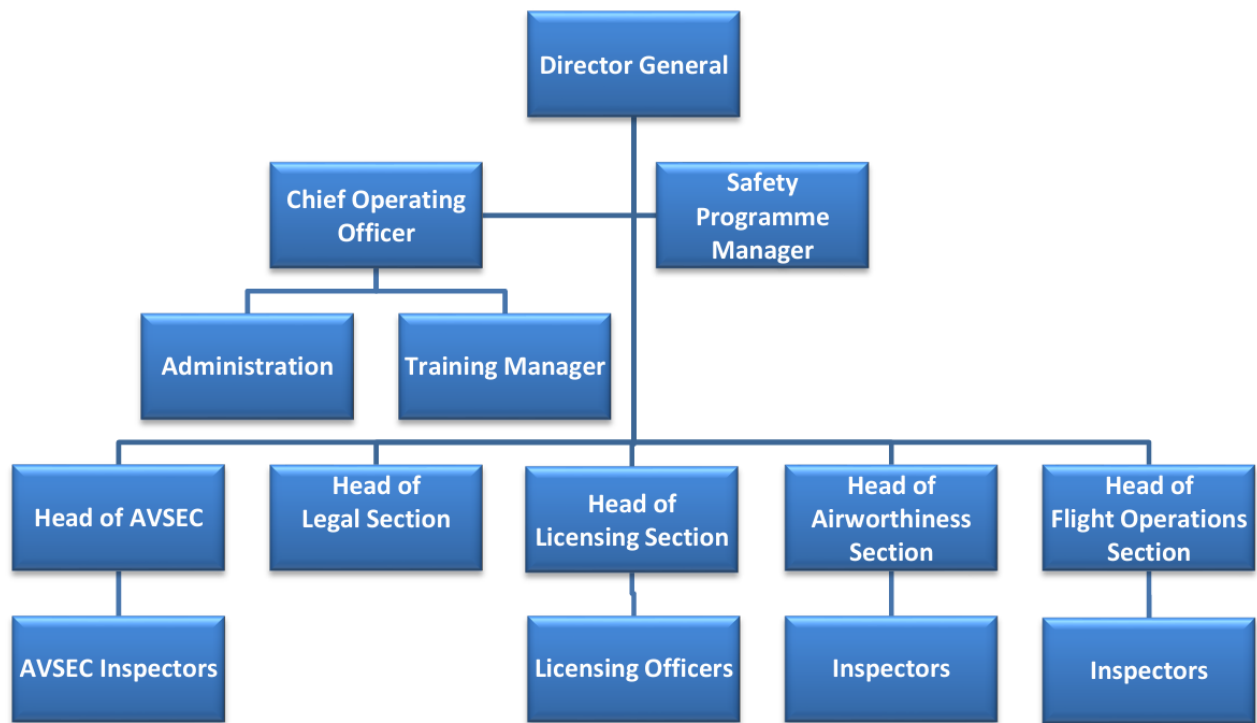 Director General
Chief Operating
Officer
Safety
Programme
Manager
Administration
Training Manager
Head of AVSEC
Head of
Legal Section
Head of
Licensing Section
Head of
Airworthiness
Section
Head of
Flight Operations
Section
AVSEC Inspectors
Licensing Officers
Inspectors
Inspectors